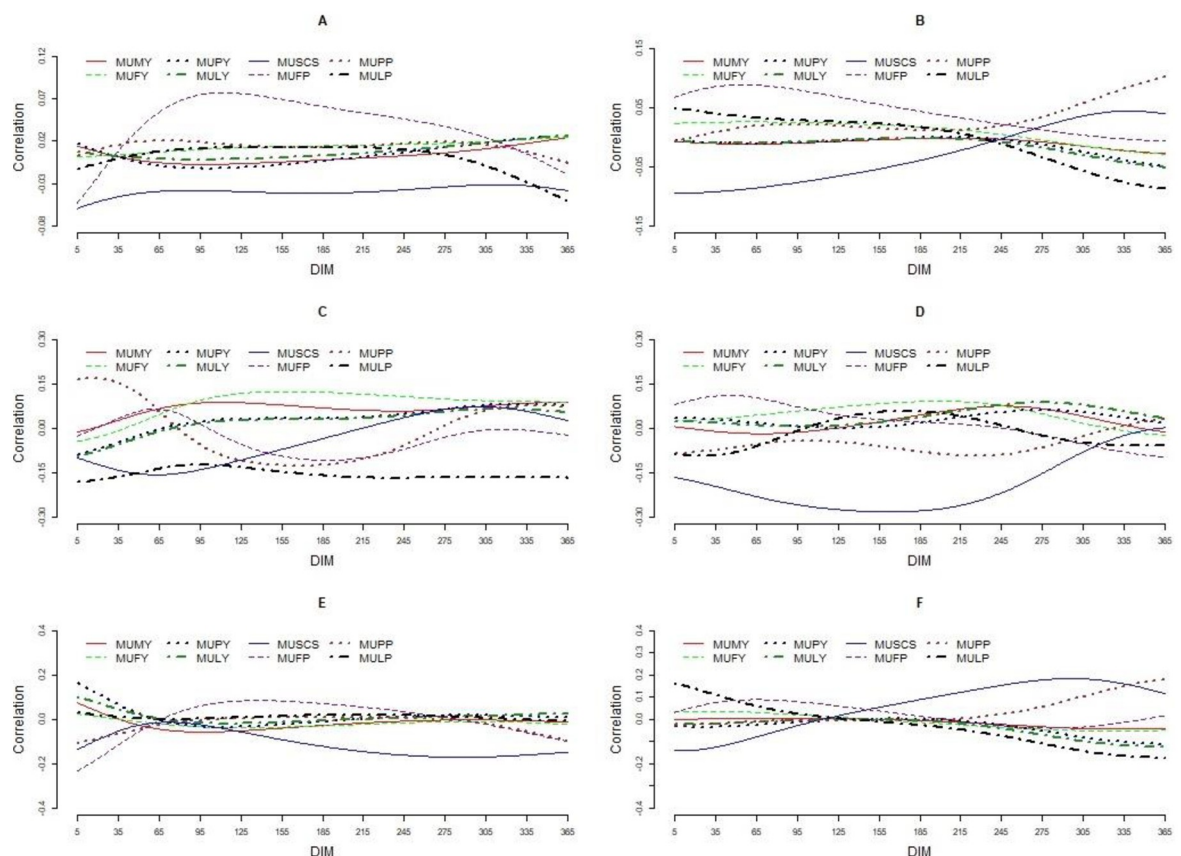 A
0.12
0.07
0.02
-0.03
-0.08
Correlation
MUMY MUPY MUSCS MUPP
MUFY MULY MUFP MULP
5 35 65 95 125 155 185 215 245 275 305 335 365
DIM
B
0.15
0.05
-0.05
-0.15
Correlation
MUMY MUPY MUSCS MUPP
MUFY MULY MUFP MULP
5 35 65 95 125 155 185 215 245 275 305 335 365
DIM
C
0.30
0.15
0.00
-0.15
-0.30
Correlation
MUMY MUPY MUSCS MUPP
MUFY MULY MUFP MULP
5 35 65 95 125 155 185 215 245 275 305 335 365
DIM
D
0.30
0.15
0.00
-0.15
-0.30
Correlation
MUMY MUPY MUSCS MUPP
MUFY MULY MUFP MULP
5 35 65 95 125 155 185 215 245 275 305 335 365
DIM
E
0.4
0.2
0.0
-0.2
-0.4
Correlation
MUMY MUPY MUSCS MUPP
MUFY MULY MUFP MULP
5 35 65 95 125 155 185 215 245 275 305 335 365
DIM
F
0.4
0.3
0.2
0.1
0.0
-0.2
-0.4
Correlation
MUMY MUPY MUSCS MUPP
MUFY MULY MUFP MULP
5 35 65 95 125 155 185 215 245 275 305 335 365
DIM